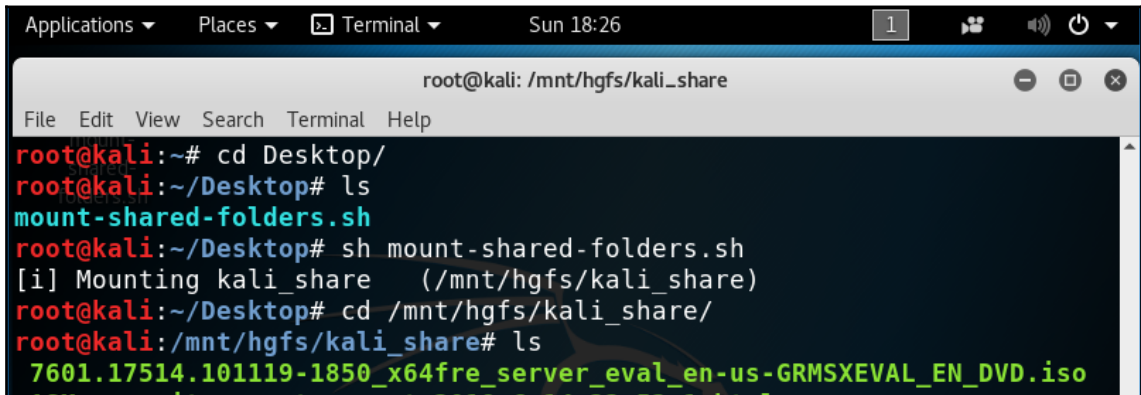 Applications Places Terminal Sun 18:26 1
root@kali: /mnt/hgfs/kali_share
File Edit View Search Terminal Help
root@kali:~# cd Desktop/
root@kali:~/Desktop# ls
mount-shared-folders.sh
root@kali:~/Desktop# sh mount-shared-folders.sh
[i] Mounting kali_share (/mnt/hgfs/kali_share)
root@kali:~/Desktop# cd /mnt/hgfs/kali_share/
root@kali:/mnt/hgfs/kali_share# ls
7601.17514.101119-1850_x64fre_server_eval_en-us-GRMSXEVAL_EN_DVD.iso